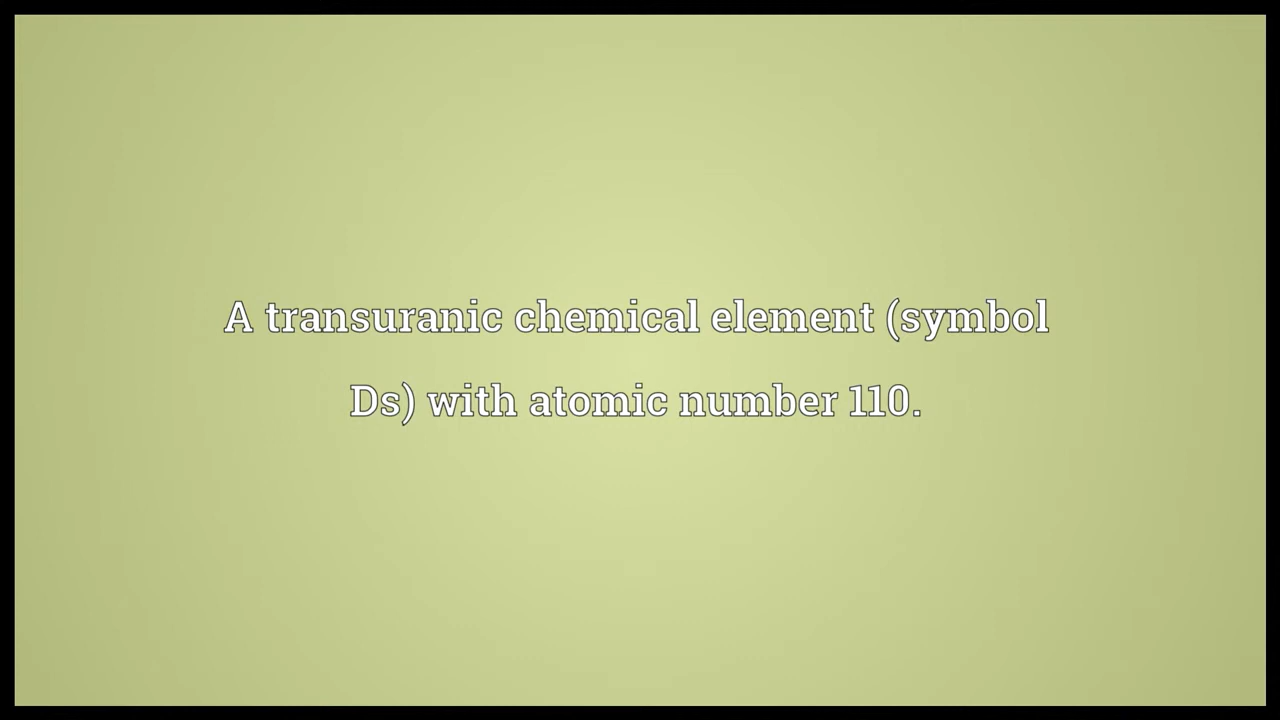 A transuranic chemical element (symbol
Ds) with atomic number 110.